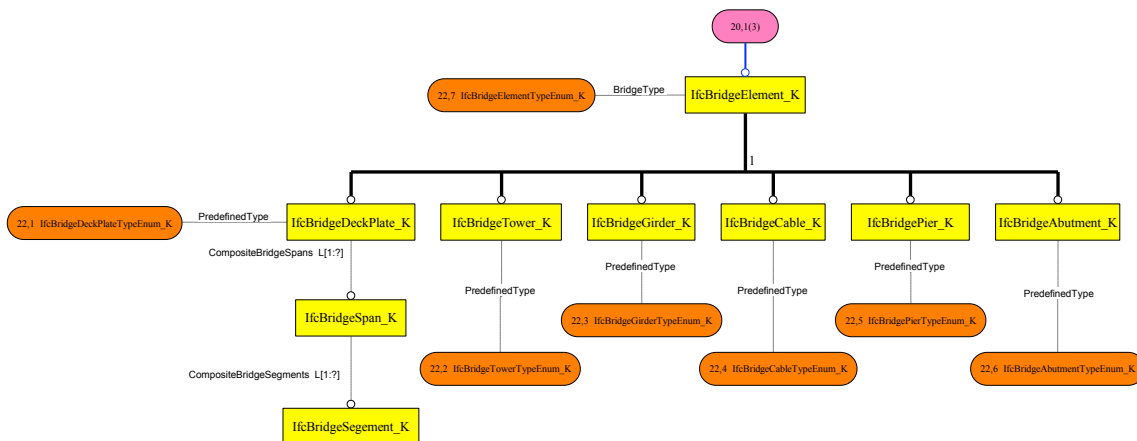 20,1(3)
22,7 IfcBridgeElementTypeEnum_K
BridgeType
IfcBridgeElement_K
1
22,1 IfcBridgeDeckPlateTypeEnum_K
PredefinedType
IfcBridgeDeckPlate_K
IfcBridgeTower_K
IfcBridgeGirder_K
IfcBridgeCable_K
IfcBridgePier_K
IfcBridgeAbutment_K
CompositeBridgeSpans L[1:?]
PredefinedType
PredefinedType
PredefinedType
PredefinedType
PredefinedType
IfcBridgeSpan_K
22,3 IfcBridgeGirderTypeEnum_K
22,5 IfcBridgePierTypeEnum_K
22,2 IfcBridgeTowerTypeEnum_K
22,4 IfcBridgeCableTypeEnum_K
22,6 IfcBridgeAbutmentTypeEnum_K
CompositeBridgeSegments L[1:?]
IfcBridgeSegement_K